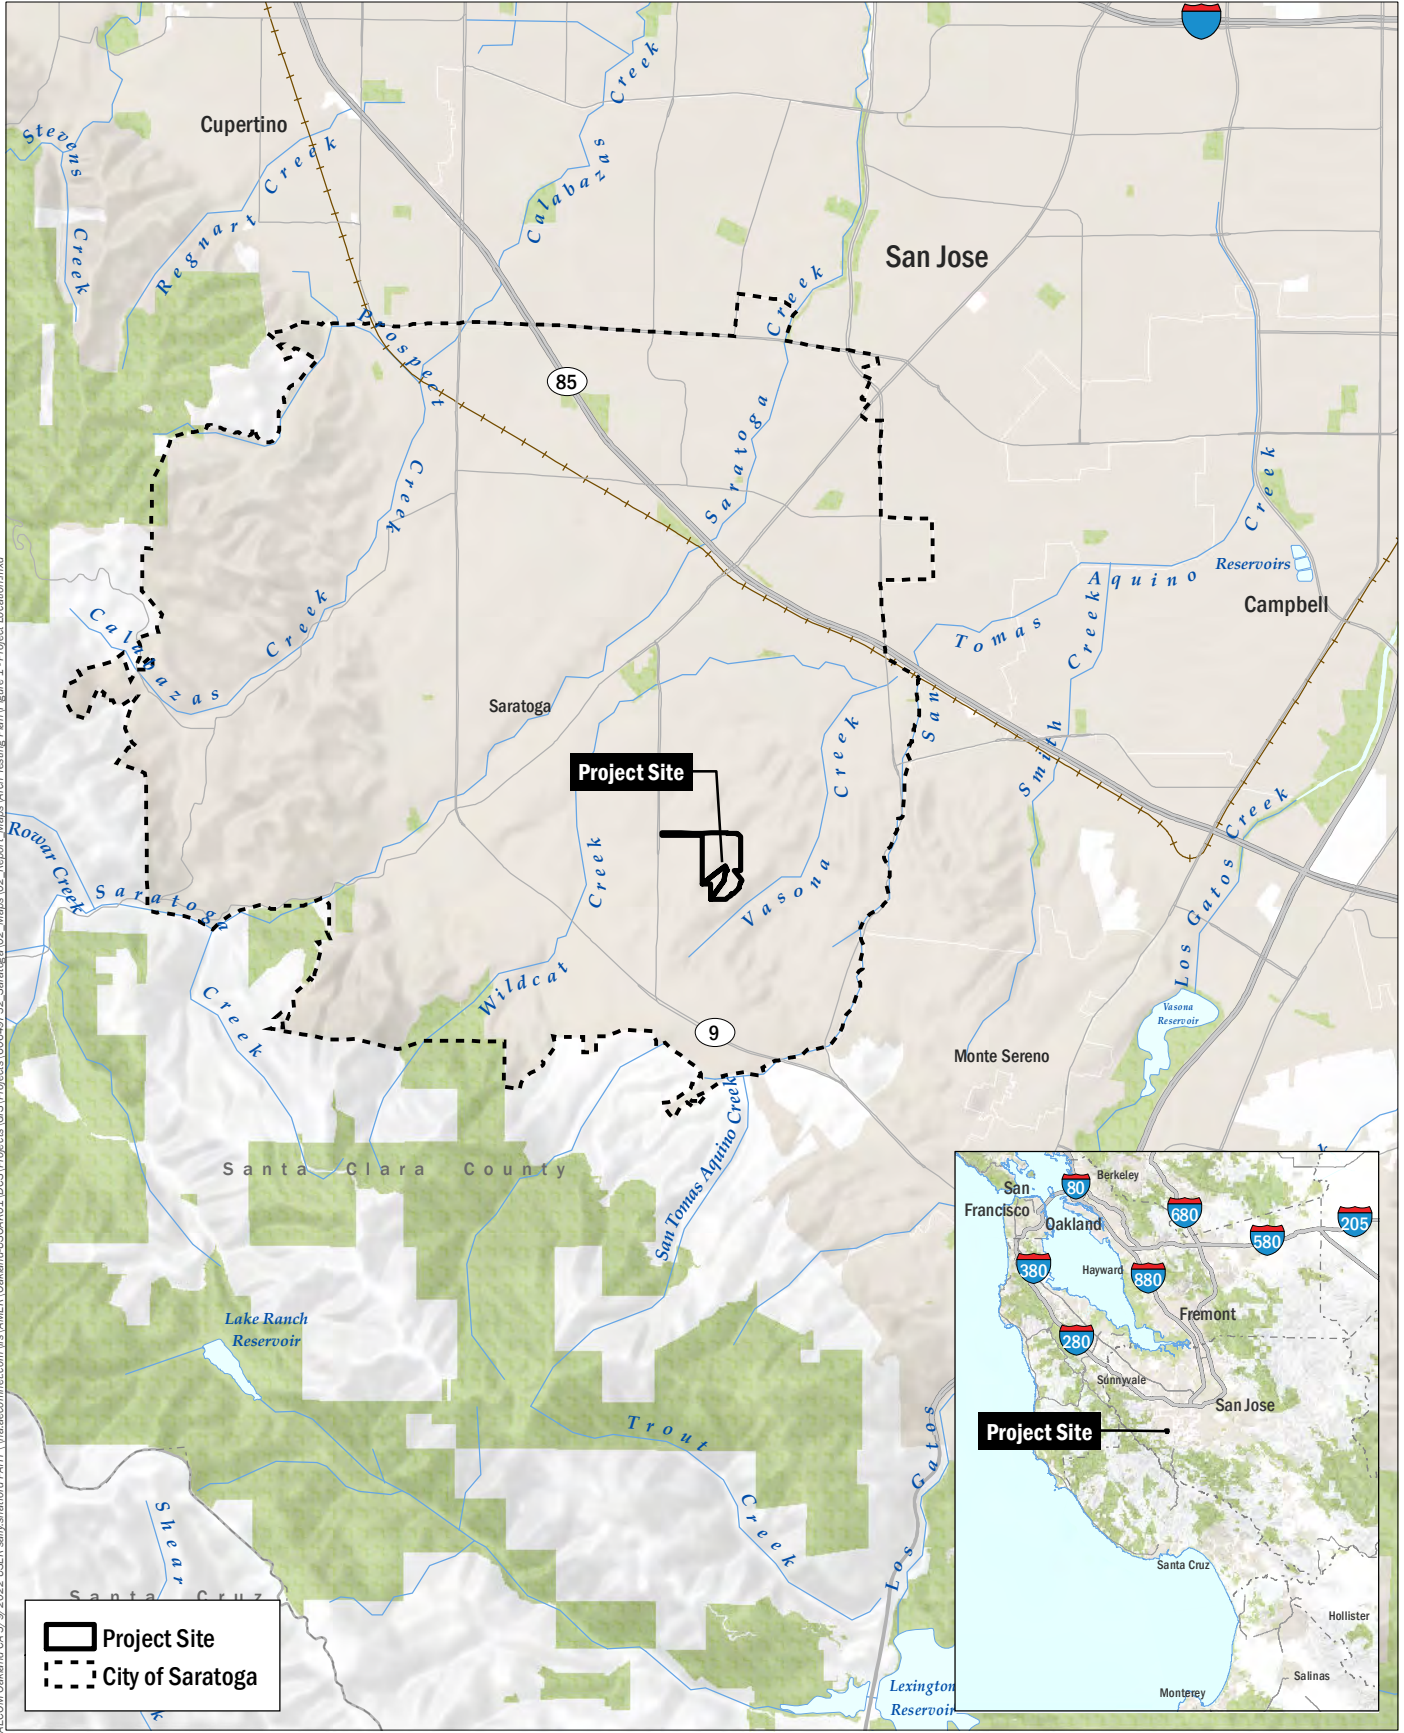 Cupertino
Stevens
Creek
Regnart Creek
Calabazas Creek
San Jose
Saratoga Creek
Prospect
Creek
85
Calabazas Creek
Reservoirs
Campbell
San Tomas Aquino Creek
Smith Creek
Saratoga
Project Site
Wildcat Creek
Vasona Creek
Rowar Creek
Saratoga
Creek
Los Gatos Creek
Vasona
Reservoir
9
Monte Sereno
San Tomas Aquino Creek
Santa Clara County
Lake Ranch
Reservoir
Trout Creek
Los Gatos
Shear
k
Santa Cruz
Lexington
Reservoir
k
Project Site
City of Saratoga
San
Francisco
80
Berkeley
Oakland
680
580
205
380
Hayward
880
Fremont
280
Sunnyvale
San Jose
Project Site
Santa Cruz
Hollister
Salinas
Monterey